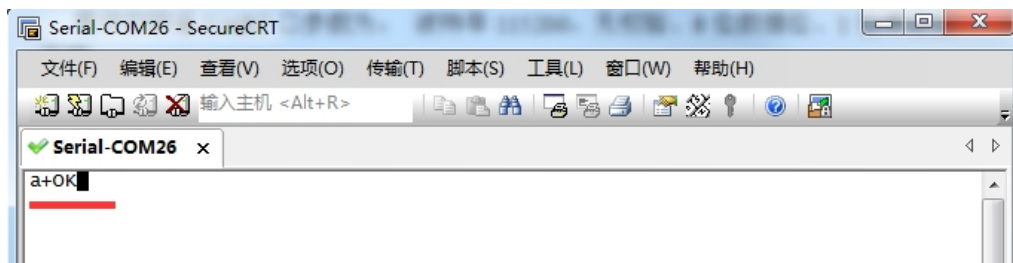 Serial-COM26 - SecureCRT
文件(F) 编辑(E) 查看(V) 选项(O) 传输(T) 脚本(S) 工具(L) 窗口(W) 帮助(H)
输入主机 <Alt+R>
Serial-COM26
a+OK